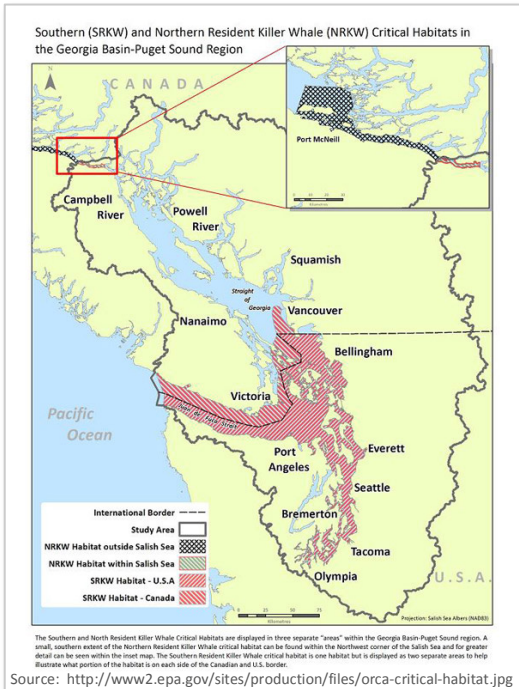 Southern (SRKW) and Northern Resident Killer Whale (NRKW) Critical Habitats in
the Georgia Basin-Puget Sound Region
N
CANADA
Port McNeill
Kilometres
Campbell
River
Powell
River
Squamish
Straight
of
Georgia
Vancouver
Nanaimo
Bellingham
Victoria
Juan de Fuca Strait
Pacific
Ocean
Port
Angeles
Everett
Seattle
Bremerton
Tacoma
Olympia
U.S.A.
International Border
Study Area
NRKW Habitat outside Salish Sea
NRKW Habitat within Salish Sea
SRKW Habitat - U.S.A
SRKW Habitat - Canada
Kilometres
Projection: Salish Sea Albers (NAD83)
The Southern and North Resident Killer Whale Critical Habitats are displayed in three separate "areas" within the Georgia Basin-Puget Sound region. A
small, southern extent of the Northern Resident Killer Whale critical habitat can be found within the Northwest corner of the Salish Sea and for greater
detail can be seen within the inset map. The Southern Resident Killer Whale critical habitat is one habitat but is displayed as two separate areas to help
illustrate what portion of the habitat is on each side of the Canadian and U.S. border.
Source: http://www2.epa.gov/sites/production/files/orca-critical-habitat.jpg